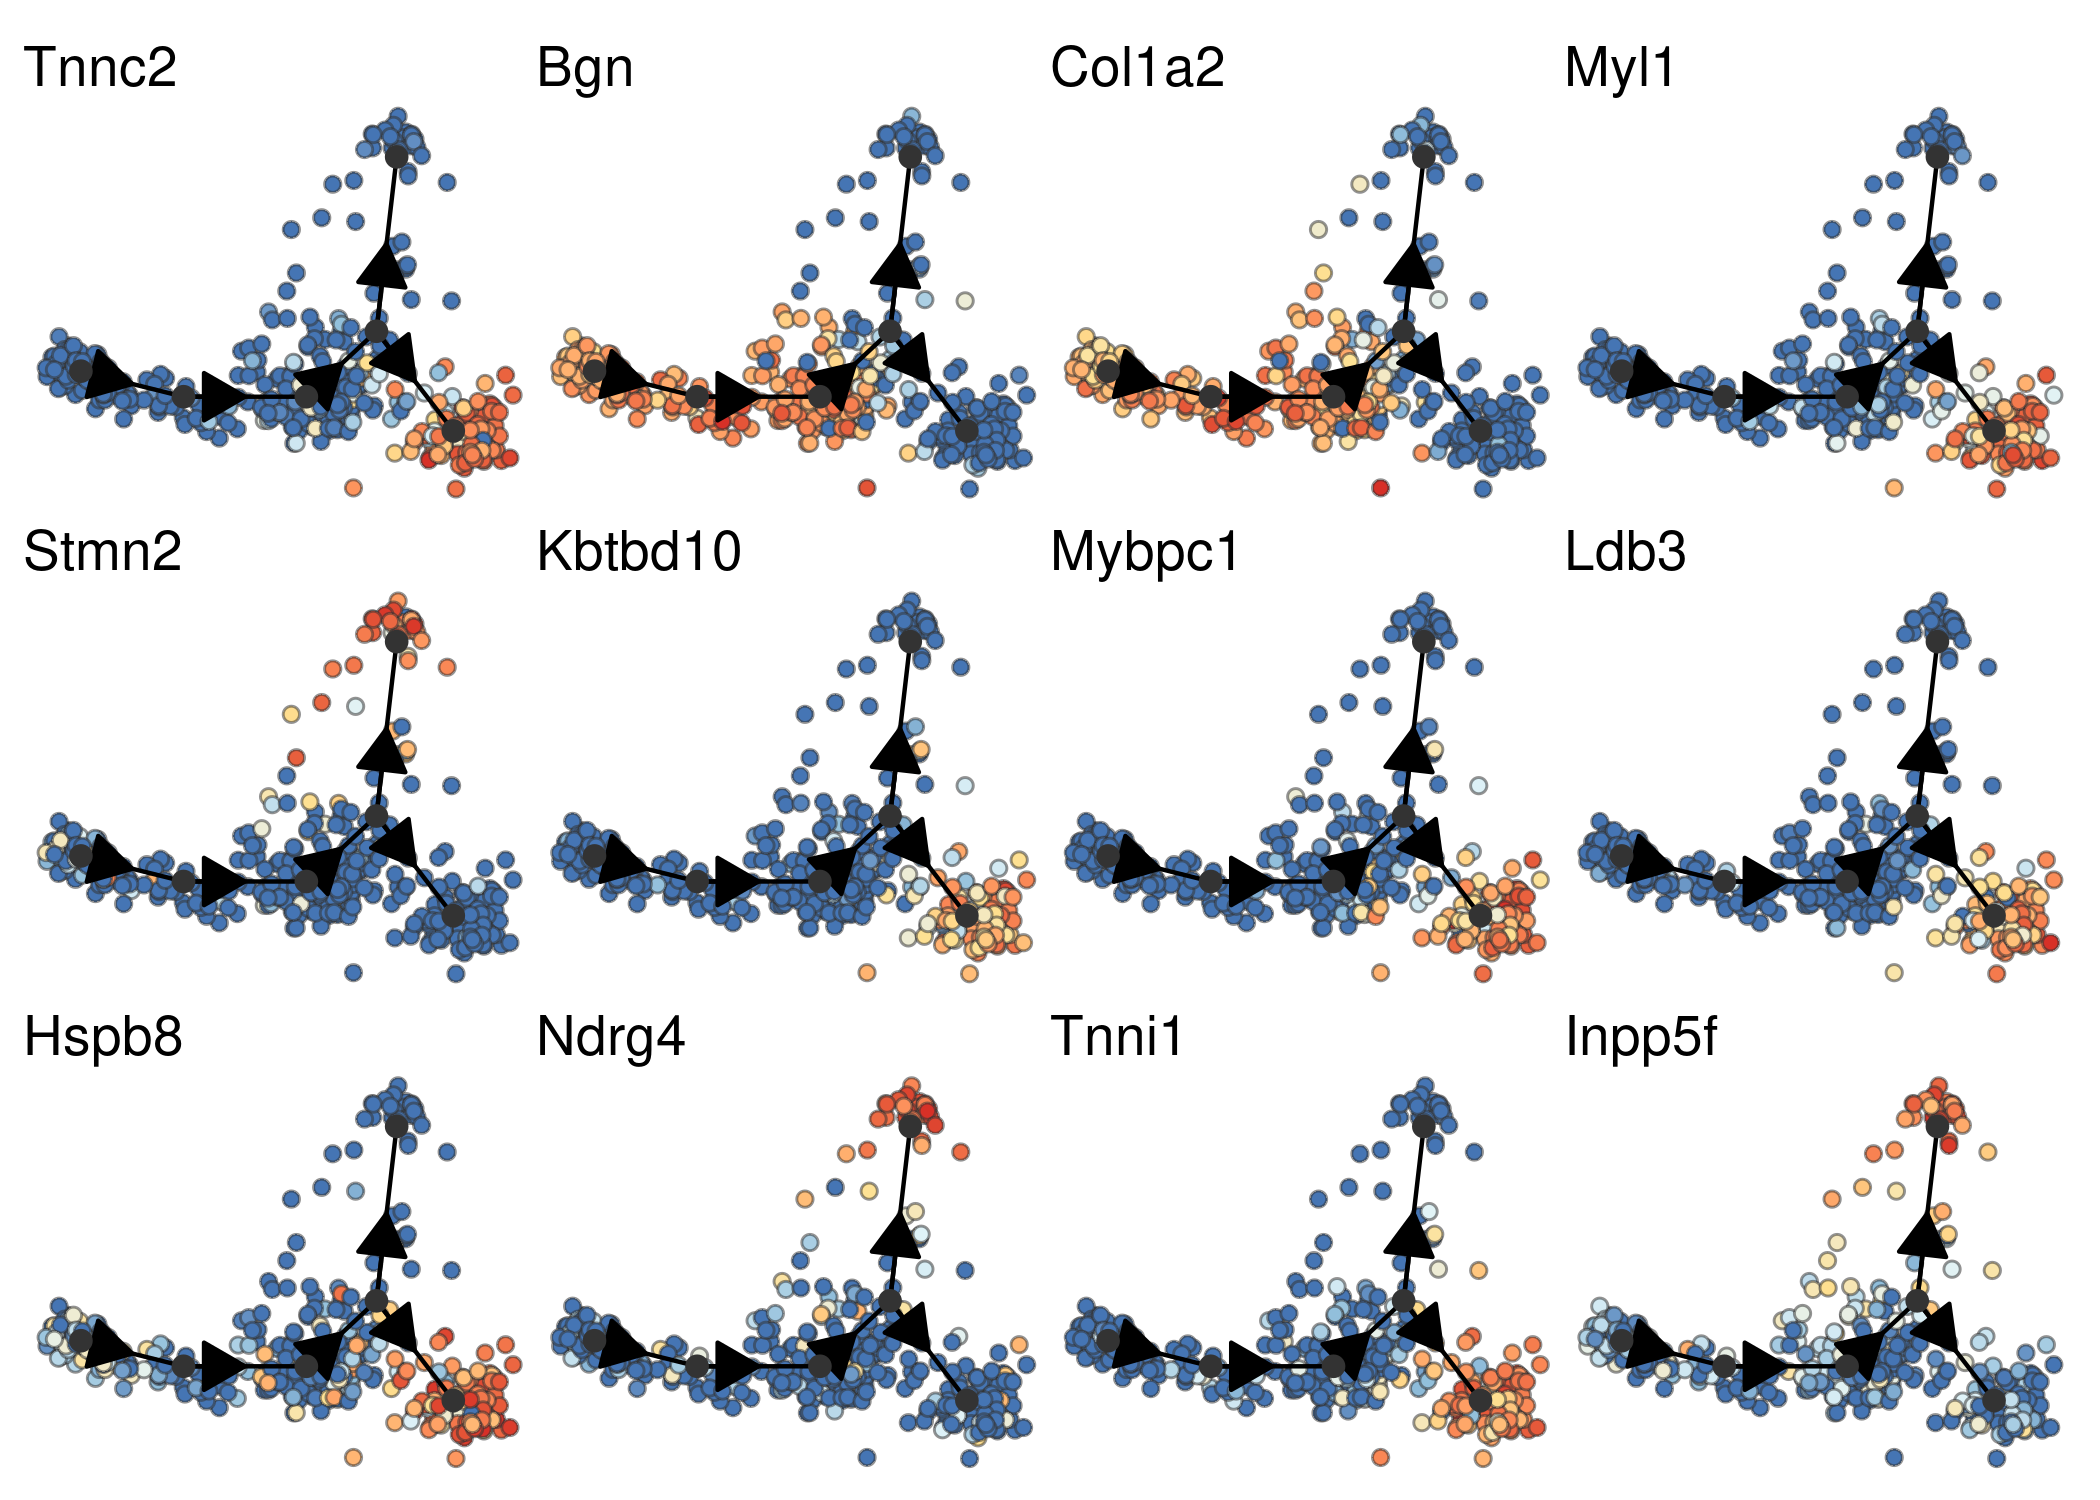 Tnnc2
Bgn
Col1a2
Myl1
Stmn2
Kbtbd10
Mybpc1
Ldb3
Hspb8
Ndrg4
Tnni1
Inpp5f